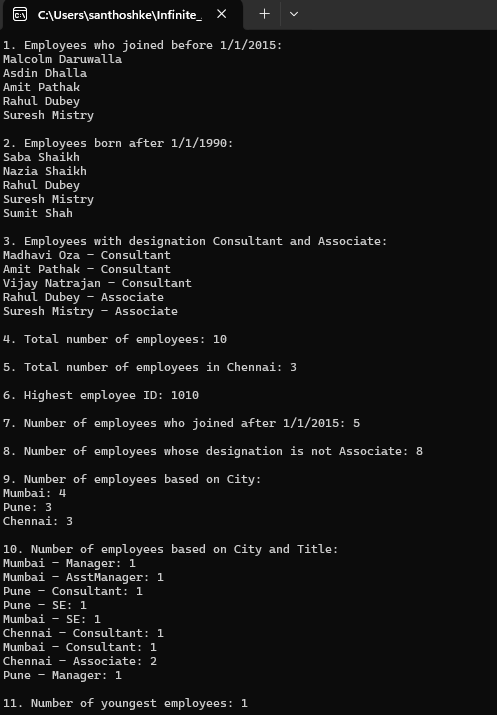 C:\Users\santhoshke\Infinite_
1. Employees who joined before 1/1/2015:
Malcolm Daruwalla
Asdin Dhalla
Amit Pathak
Rahul Dubey
Suresh Mistry
2. Employees born after 1/1/1990:
Saba Shaikh
Nazia Shaikh
Rahul Dubey
Suresh Mistry
Sumit Shah
3. Employees with designation Consultant and Associate:
Madhavi Oza - Consultant
Amit Pathak - Consultant
Vijay Natrajan - Consultant
Rahul Dubey - Associate
Suresh Mistry - Associate
4. Total number of employees: 10
5. Total number of employees in Chennai: 3
6. Highest employee ID: 1010
7. Number of employees who joined after 1/1/2015: 5
8. Number of employees whose designation is not Associate: 8
9. Number of employees based on City:
Mumbai: 4
Pune: 3
Chennai: 3
10. Number of employees based on City and Title:
Mumbai - Manager: 1
Mumbai - AsstManager: 1
Pune - Consultant: 1
Pune - SE: 1
Mumbai - SE: 1
Chennai - Consultant: 1
Mumbai - Consultant: 1
Chennai - Associate: 2
Pune - Manager: 1
11. Number of youngest employees: 1